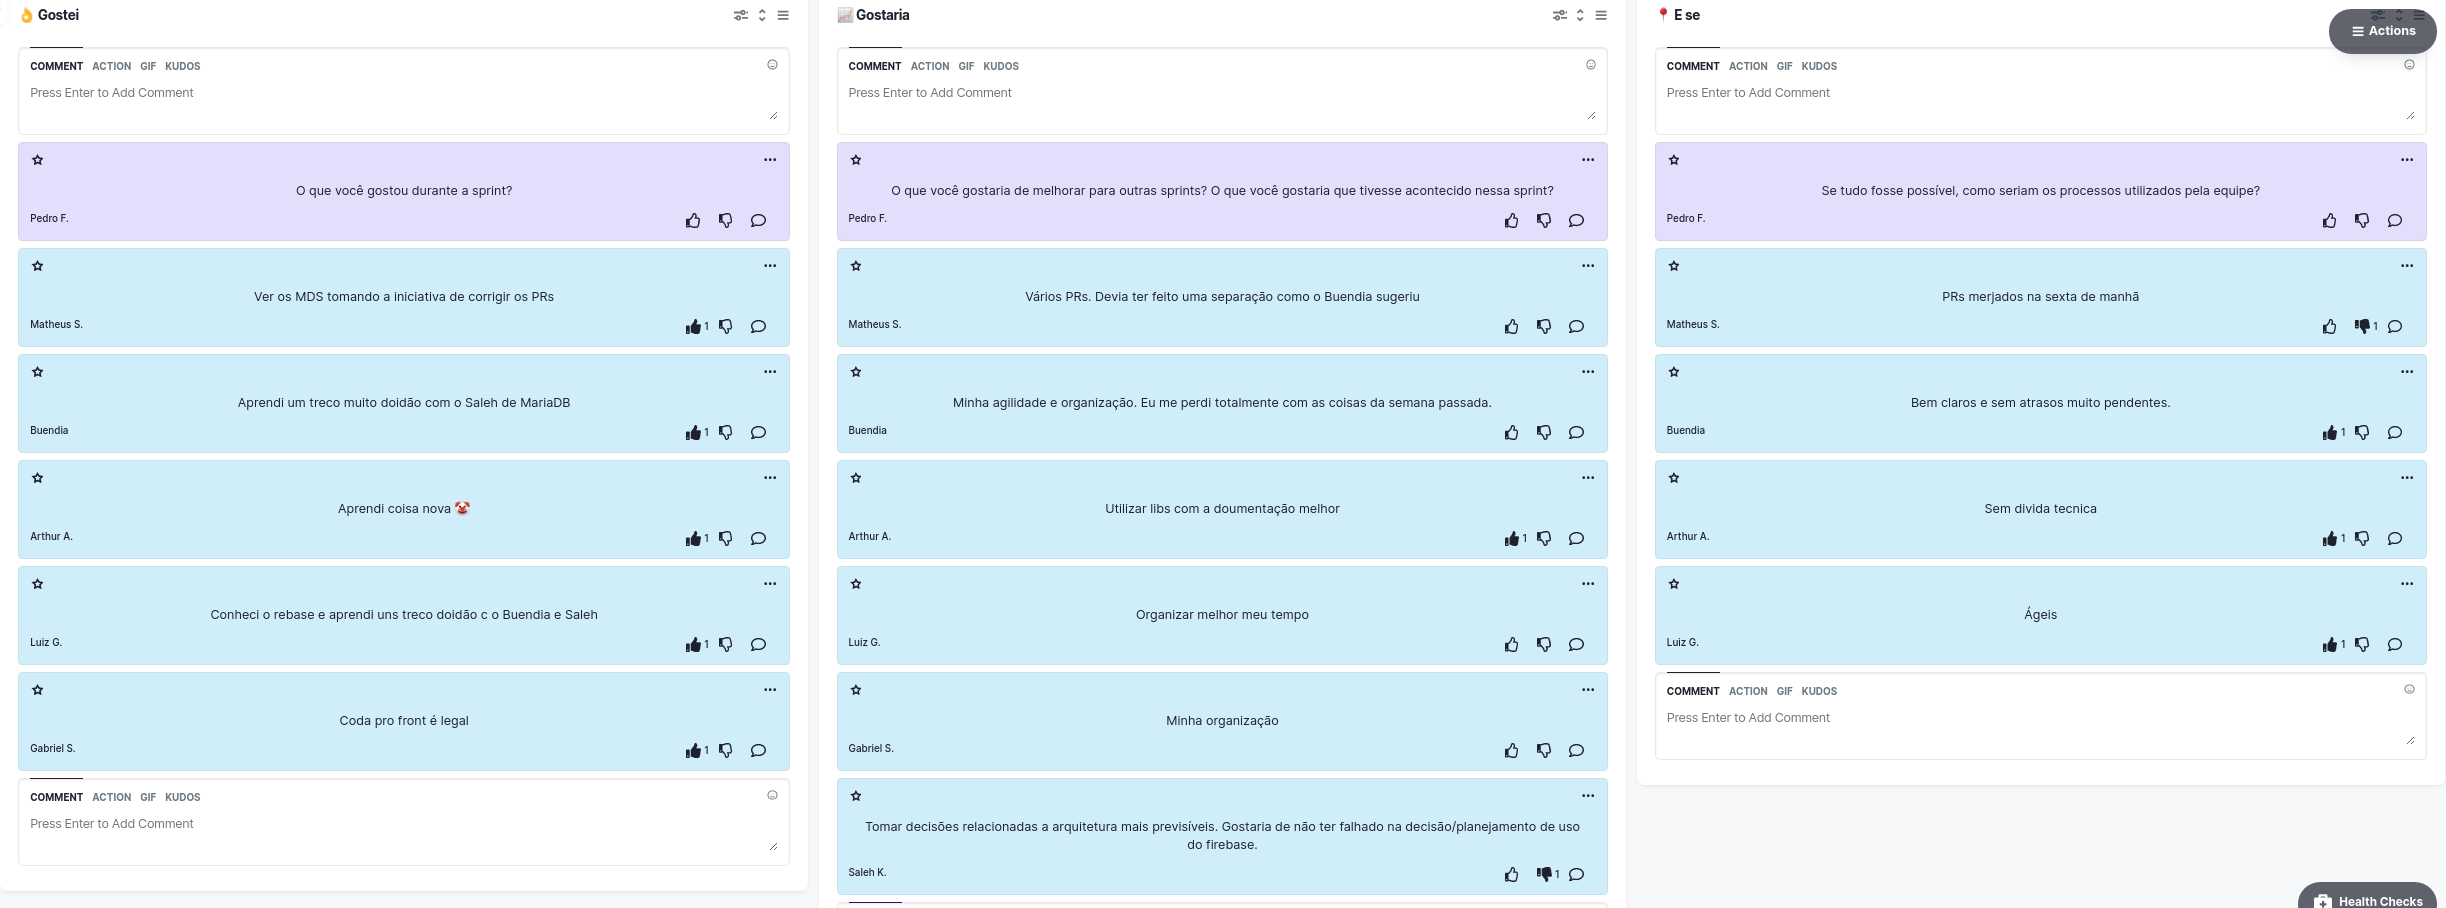 Gostei
COMMENT ACTION GIF KUDOS
Press Enter to Add Comment
O que você gostou durante a sprint?
Pedro F.
Ver os MDS tomando a iniciativa de corrigir os PRs
Matheus S.
1
Aprendi um treco muito doidão com o Saleh de MariaDB
Buendia
1
Aprendi coisa nova 🤡
Arthur A.
1
Conheci o rebase e aprendi uns treco doidão c o Buendia e Saleh
Luiz G.
1
Coda pro front é legal
Gabriel S.
1
COMMENT ACTION GIF KUDOS
Press Enter to Add Comment
Gostaria
COMMENT ACTION GIF KUDOS
Press Enter to Add Comment
O que você gostaria de melhorar para outras sprints? O que você gostaria que tivesse acontecido nessa sprint?
Pedro F.
Vários PRs. Devia ter feito uma separação como o Buendia sugeriu
Matheus S.
Minha agilidade e organização. Eu me perdi totalmente com as coisas da semana passada.
Buendia
Utilizar libs com a doumentação melhor
Arthur A.
1
Organizar melhor meu tempo
Luiz G.
Minha organização
Gabriel S.
Tomar decisões relacionadas a arquitetura mais previsíveis. Gostaria de não ter falhado na decisão/planejamento de uso
do firebase.
Saleh K.
1
E se
Actions
COMMENT ACTION GIF KUDOS
Press Enter to Add Comment
Se tudo fosse possível, como seriam os processos utilizados pela equipe?
Pedro F.
PRs merjados na sexta de manhã
Matheus S.
1
Bem claros e sem atrasos muito pendentes.
Buendia
1
Sem divida tecnica
Arthur A.
1
Ágeis
Luiz G.
1
COMMENT ACTION GIF KUDOS
Press Enter to Add Comment
Health Checks